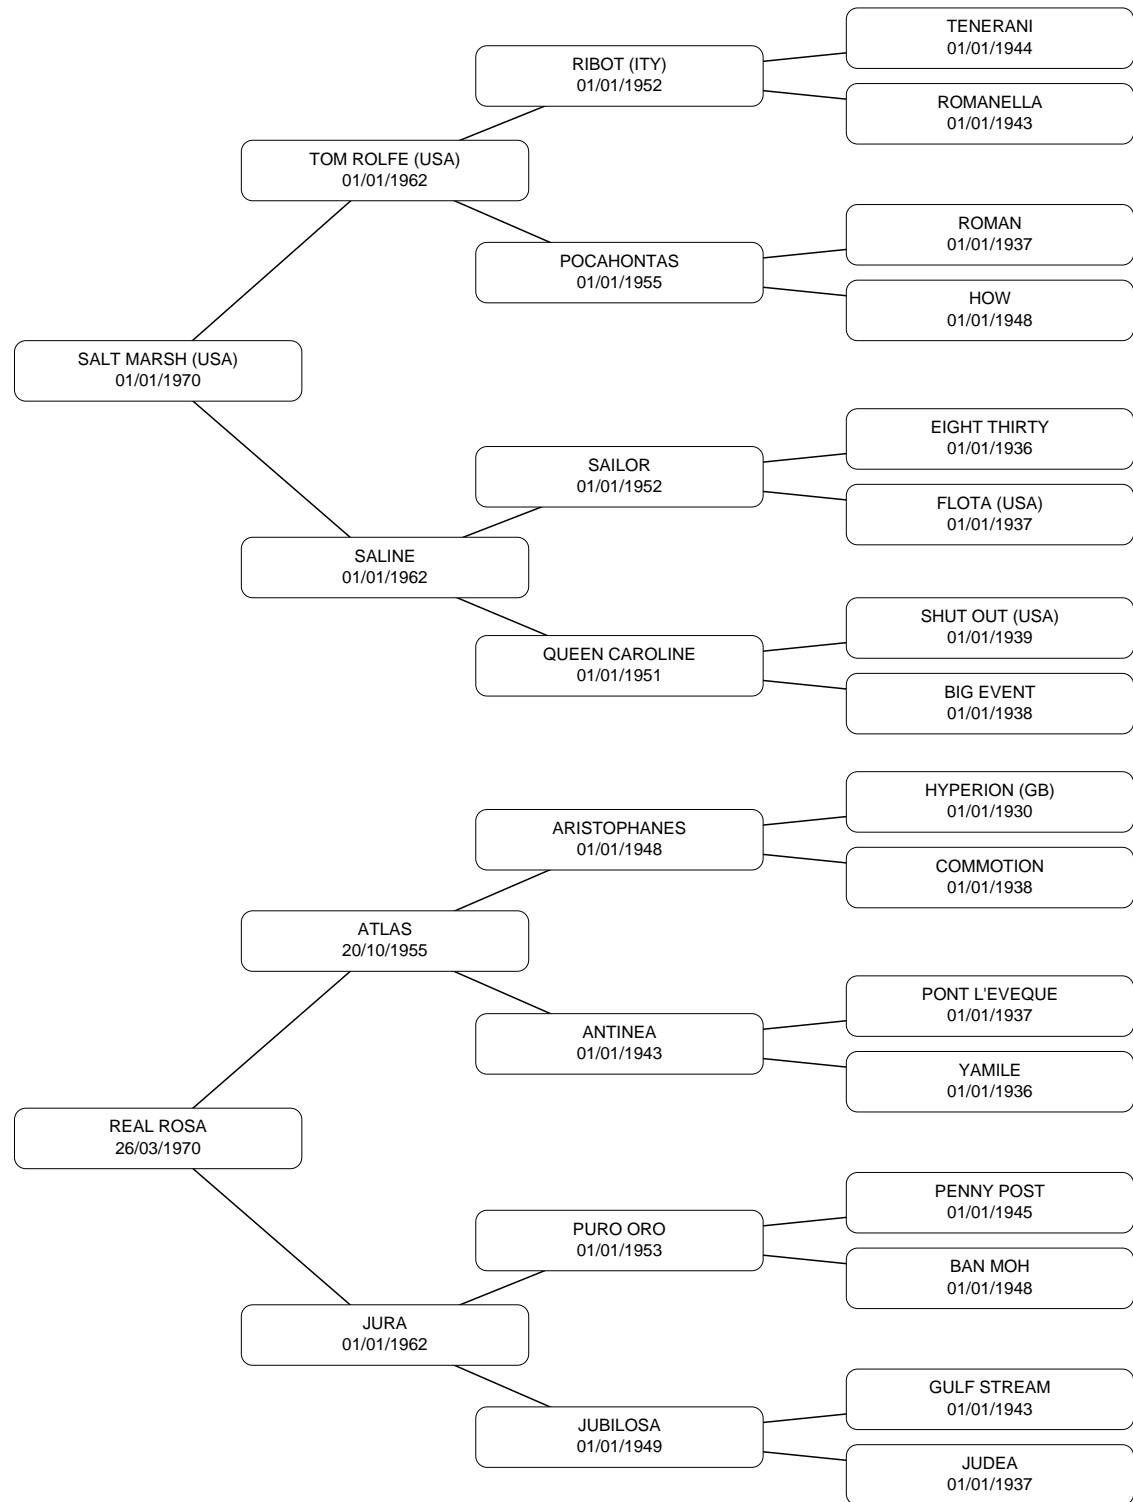 TENERANI
01/01/1944
RIBOT (ITY)
01/01/1952
ROMANELLA
01/01/1943
TOM ROLFE (USA)
01/01/1962
ROMAN
01/01/1937
POCAHONTAS
01/01/1955
HOW
01/01/1948
SALT MARSH (USA)
01/01/1970
EIGHT THIRTY
01/01/1936
SAILOR
01/01/1952
FLOTA (USA)
01/01/1937
SALINE
01/01/1962
SHUT OUT (USA)
01/01/1939
QUEEN CAROLINE
01/01/1951
BIG EVENT
01/01/1938
HYPERION (GB)
01/01/1930
ARISTOPHANES
01/01/1948
COMMOTION
01/01/1938
ATLAS
20/10/1955
PONT L'EVEQUE
01/01/1937
ANTINEA
01/01/1943
YAMILE
01/01/1936
REAL ROSA
26/03/1970
PENNY POST
01/01/1945
PURO ORO
01/01/1953
BAN MOH
01/01/1948
JURA
01/01/1962
GULF STREAM
01/01/1943
JUBILOSA
01/01/1949
JUDEA
01/01/1937